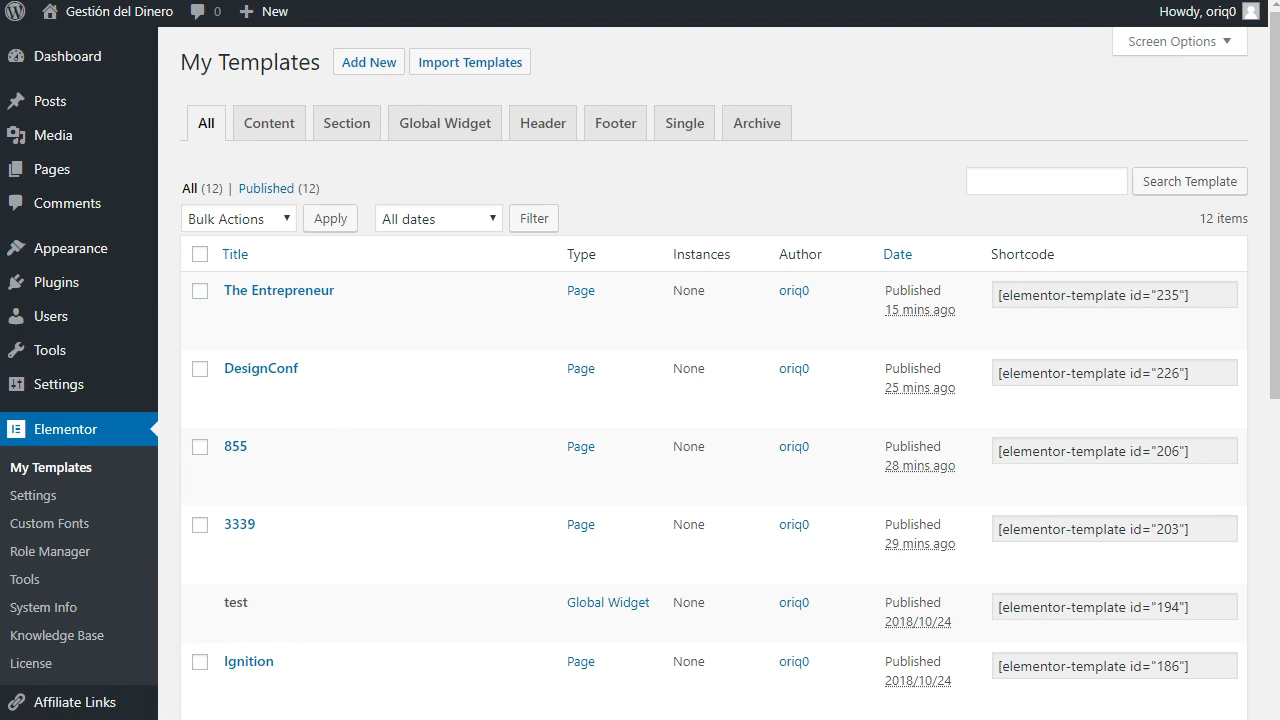 Gestión del Dinero 0 New Howdy, oriq0
Screen Options
Dashboard
Posts
Media
Pages
Comments
Appearance
Plugins
Users
Tools
Settings
Elementor
My Templates
Settings
Custom Fonts
Role Manager
Tools
System Info
Knowledge Base
License
Affiliate Links
My Templates Add New Import Templates
All Content Section Global Widget Header Footer Single Archive
All (12) | Published (12)
Search Template
Bulk Actions Apply All dates Filter 12 items
Title Type Instances Author Date Shortcode
The Entrepreneur Page None oriq0 Published [elementor-template id="235"]
15 mins ago
DesignConf Page None oriq0 Published [elementor-template id="226"]
25 mins ago
855 Page None oriq0 Published [elementor-template id="206"]
28 mins ago
3339 Page None oriq0 Published [elementor-template id="203"]
29 mins ago
test Global Widget None oriq0 Published [elementor-template id="194"]
2018/10/24
Ignition Page None oriq0 Published [elementor-template id="186"]
2018/10/24